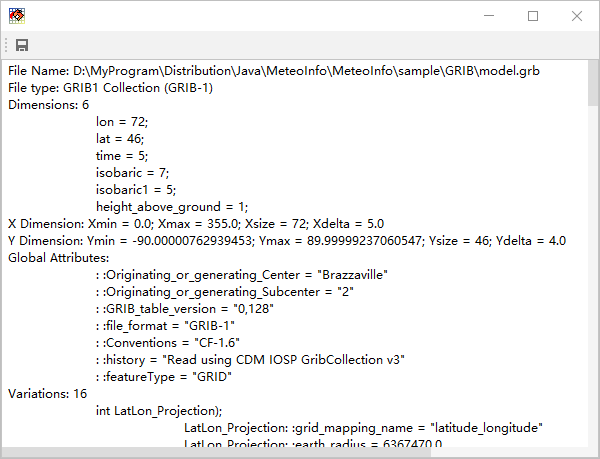 File Name: D:\MyProgram\Distribution\Java\MeteoInfo\MeteoInfo\sample\GRIB\model.grb
File type: GRIB1 Collection (GRIB-1)
Dimensions: 6
lon = 72;
lat = 46;
time = 5;
isobaric = 7;
isobaric1 = 5;
height_above_ground = 1;
X Dimension: Xmin = 0.0; Xmax = 355.0; Xsize = 72; Xdelta = 5.0
Y Dimension: Ymin = -90.00000762939453; Ymax = 89.99999237060547; Ysize = 46; Ydelta = 4.0
Global Attributes:
: :Originating_or_generating_Center = "Brazzaville"
: :Originating_or_generating_Subcenter = "2"
: :GRIB_table_version = "0,128"
: :file_format = "GRIB-1"
: :Conventions = "CF-1.6"
: :history = "Read using CDM IOSP GribCollection v3"
: :featureType = "GRID"
Variations: 16
int LatLon_Projection);
LatLon_Projection: :grid_mapping_name = "latitude_longitude"
LatLon_Projection: :earth_radius = 6367470.0